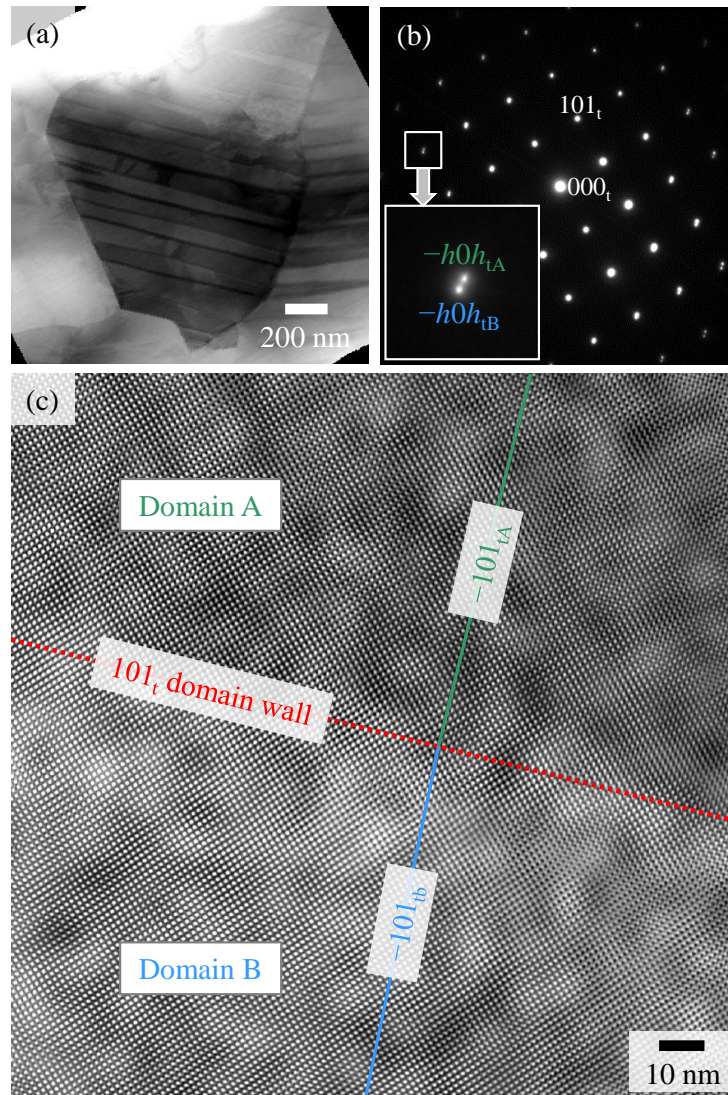 (a)
200 nm
(b)
101ₜ
000ₜ
−h0hₜA
−h0hₜB
(c)
Domain A
−101ₜA
101ₜ domain wall
−101ₜb
Domain B
10 nm